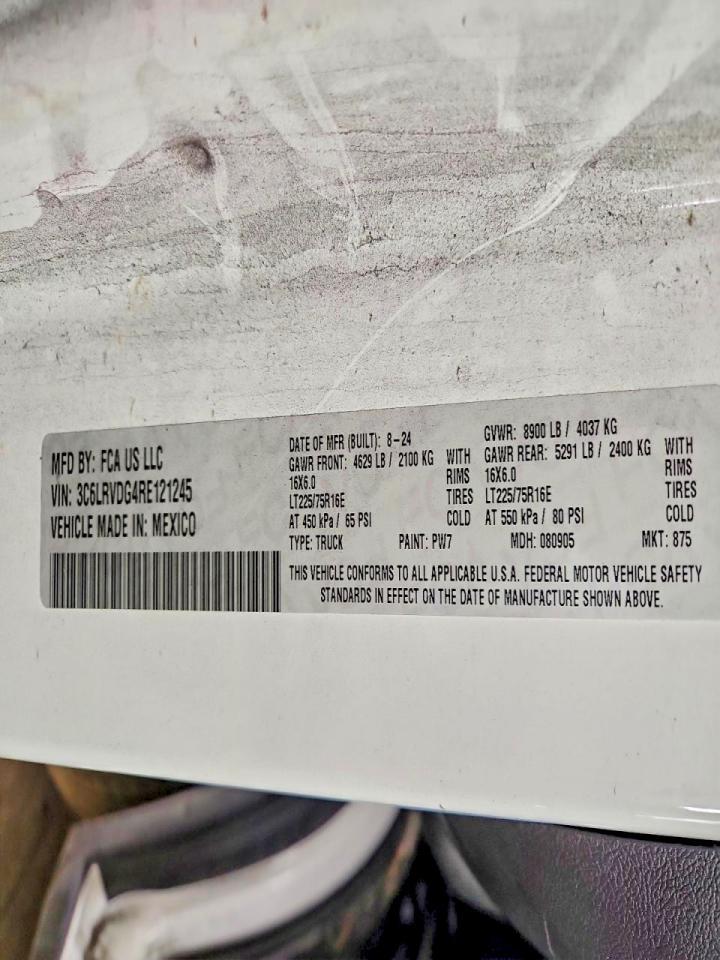 MFD BY: FCA US LLC
VIN: 3C6LRVDG4RE121245
VEHICLE MADE IN: MEXICO
DATE OF MFR (BUILT): 8-24 GVWR: 8900 LB / 4037 KG
GAWR FRONT: 4629 LB / 2100 KG WITH GAWR REAR: 5291 LB / 2400 KG WITH
16X6.0 RIMS 16X6.0 RIMS
LT225/75R16E TIRES LT225/75R16E TIRES
AT 450 kPa / 65 PSI COLD AT 550 kPa / 80 PSI COLD
TYPE: TRUCK PAINT: PW7 MDH: 080905 MKT: 875
THIS VEHICLE CONFORMS TO ALL APPLICABLE U.S.A. FEDERAL MOTOR VEHICLE SAFETY
STANDARDS IN EFFECT ON THE DATE OF MANUFACTURE SHOWN ABOVE.